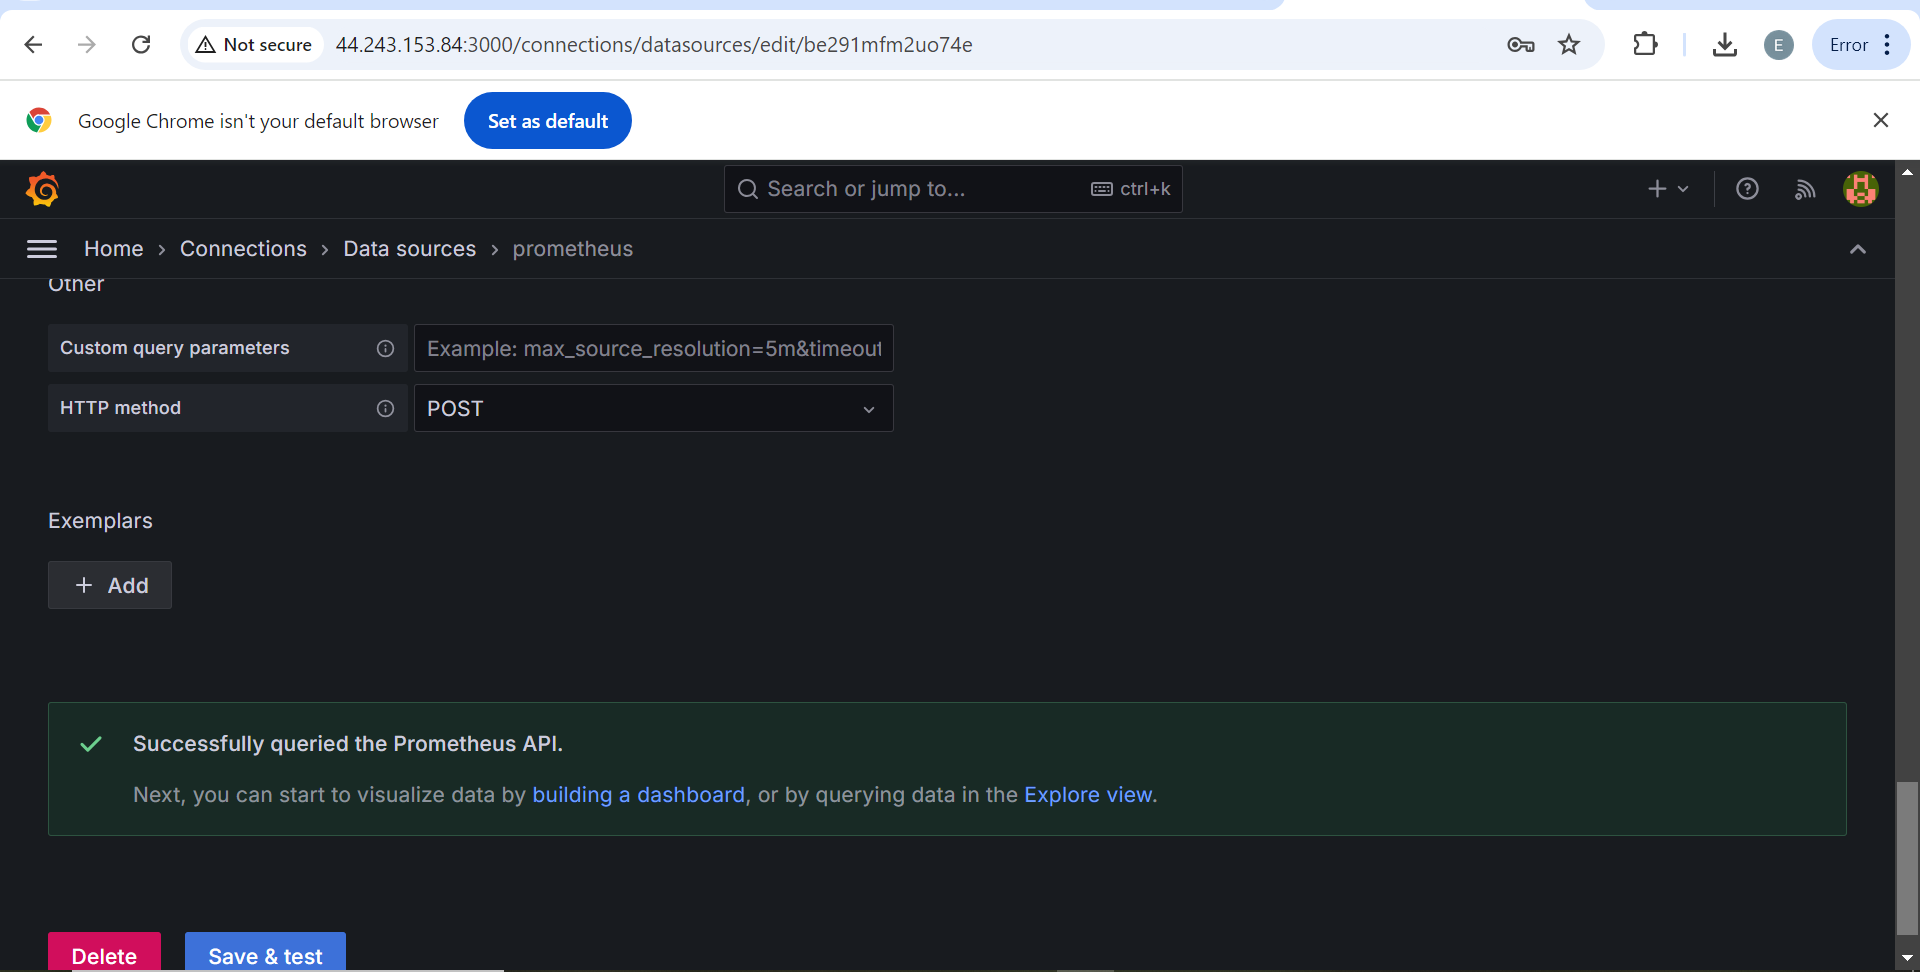 Not secure 44.243.153.84:3000/connections/datasources/edit/be291mfm2uo74e E Error
Google Chrome isn't your default browser Set as default
Search or jump to... ctrl+k
Home › Connections › Data sources › prometheus
Other
Custom query parameters Example: max_source_resolution=5m&timeout
HTTP method POST
Exemplars
+ Add
Successfully queried the Prometheus API.
Next, you can start to visualize data by building a dashboard, or by querying data in the Explore view.
Delete Save & test